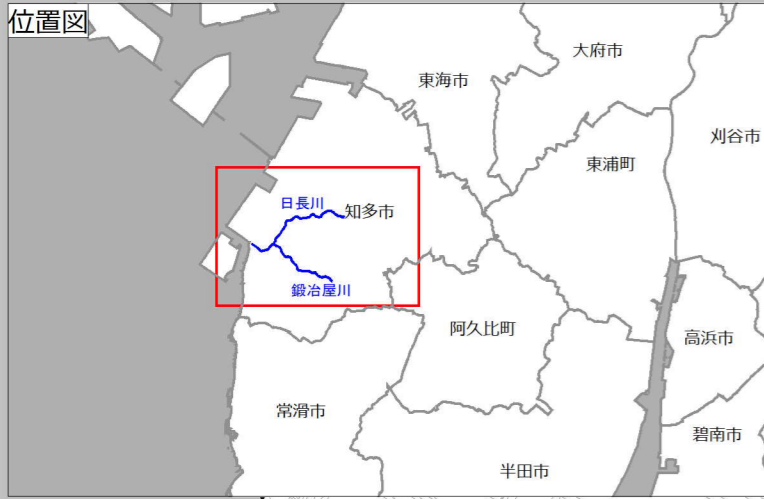 位置図
大府市
東海市
刈谷市
東浦町
日長川
知多市
鍛冶屋川
阿久比町
高浜市
常滑市
碧南市
半田市